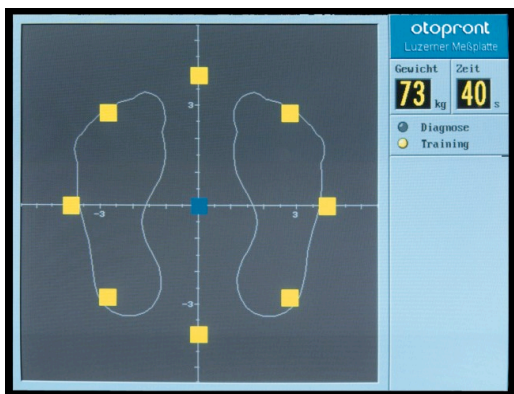 otopront
Luzerner Meßplatte
Gewicht Zeit
73 kg 40 s
Diagnose
Training
3
-3 3
-3